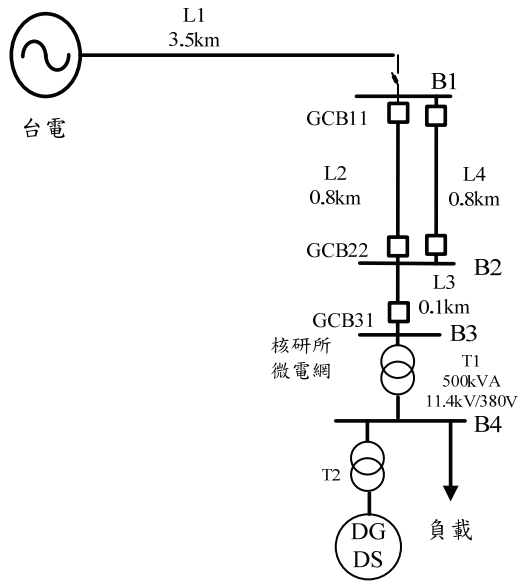 L1
3.5km
台電
B1
GCB11
L2
0.8km
L4
0.8km
GCB22
B2
L3
0.1km
GCB31
B3
核研所
微電網
T1
500kVA
11.4kV/380V
B4
T2
負載
DG
DS